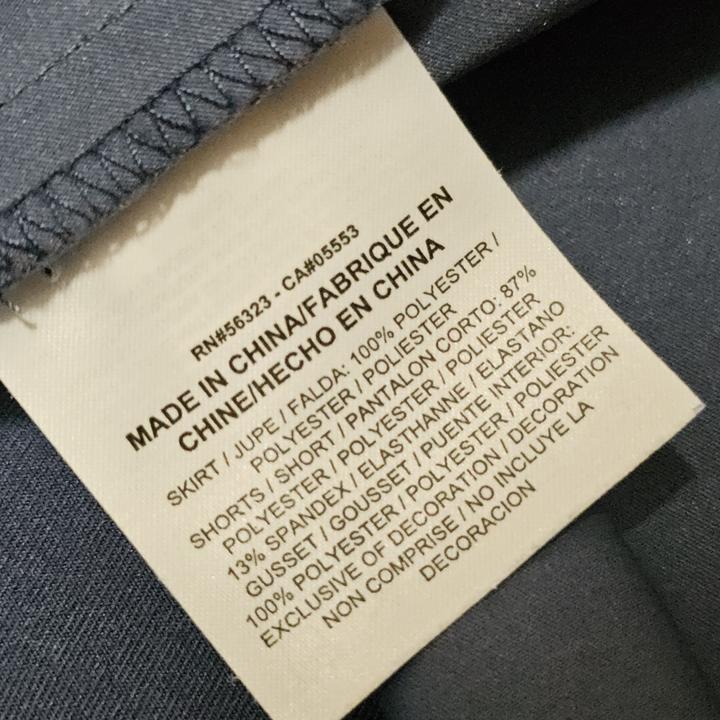 RN#56323 - CA#05553
MADE IN CHINA/FABRIQUE EN
CHINE/HECHO EN CHINA
SKIRT / JUPE / FALDA: 100% POLYESTER /
POLYESTER / POLIESTER
SHORTS / SHORT / PANTALON CORTO: 87%
POLYESTER / POLYESTER / POLIESTER
13% SPANDEX / ELASTHANNE / ELASTANO
GUSSET / GOUSSET / PUENTE INTERIOR:
100% POLYESTER / POLYESTER / POLIESTER
EXCLUSIVE OF DECORATION / DECORATION
NON COMPRISE / NO INCLUYE LA
DECORACION